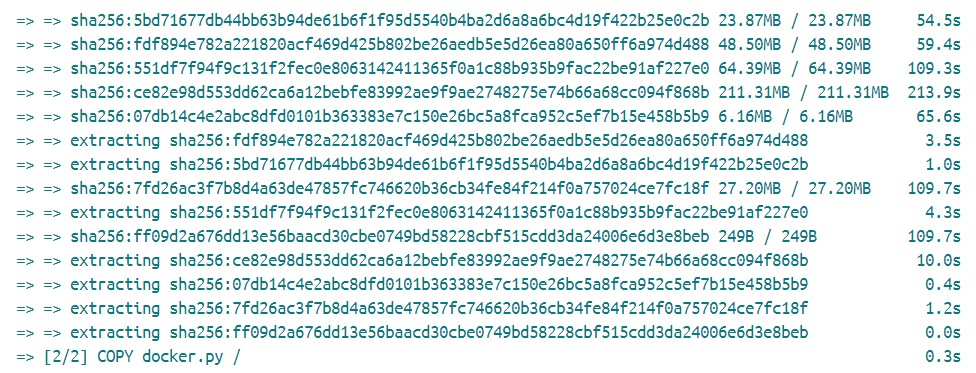 => => sha256:5bd71677db44bb63b94de61b6f1f95d5540b4ba2d6a8a6bc4d19f422b25e0c2b 23.87MB / 23.87MB 54.5s
=> => sha256:fdf894e782a221820acf469d425b802be26aedb5e5d26ea80a650ff6a974d488 48.50MB / 48.50MB 59.4s
=> => sha256:551df7f94f9c131f2fec0e8063142411365f0a1c88b935b9fac22be91af227e0 64.39MB / 64.39MB 109.3s
=> => sha256:ce82e98d553dd62ca6a12bebfe83992ae9f9ae2748275e74b66a68cc094f868b 211.31MB / 211.31MB 213.9s
=> => sha256:07db14c4e2abc8dfd0101b363383e7c150e26bc5a8fca952c5ef7b15e458b5b9 6.16MB / 6.16MB 65.6s
=> => extracting sha256:fdf894e782a221820acf469d425b802be26aedb5e5d26ea80a650ff6a974d488 3.5s
=> => extracting sha256:5bd71677db44bb63b94de61b6f1f95d5540b4ba2d6a8a6bc4d19f422b25e0c2b 1.0s
=> => sha256:7fd26ac3f7b8d4a63de47857fc746620b36cb34fe84f214f0a757024ce7fc18f 27.20MB / 27.20MB 109.7s
=> => extracting sha256:551df7f94f9c131f2fec0e8063142411365f0a1c88b935b9fac22be91af227e0 4.3s
=> => sha256:ff09d2a676dd13e56baacd30cbe0749bd58228cbf515cdd3da24006e6d3e8beb 249B / 249B 109.7s
=> => extracting sha256:ce82e98d553dd62ca6a12bebfe83992ae9f9ae2748275e74b66a68cc094f868b 10.0s
=> => extracting sha256:07db14c4e2abc8dfd0101b363383e7c150e26bc5a8fca952c5ef7b15e458b5b9 0.4s
=> => extracting sha256:7fd26ac3f7b8d4a63de47857fc746620b36cb34fe84f214f0a757024ce7fc18f 1.2s
=> => extracting sha256:ff09d2a676dd13e56baacd30cbe0749bd58228cbf515cdd3da24006e6d3e8beb 0.0s
=> [2/2] COPY docker.py / 0.3s